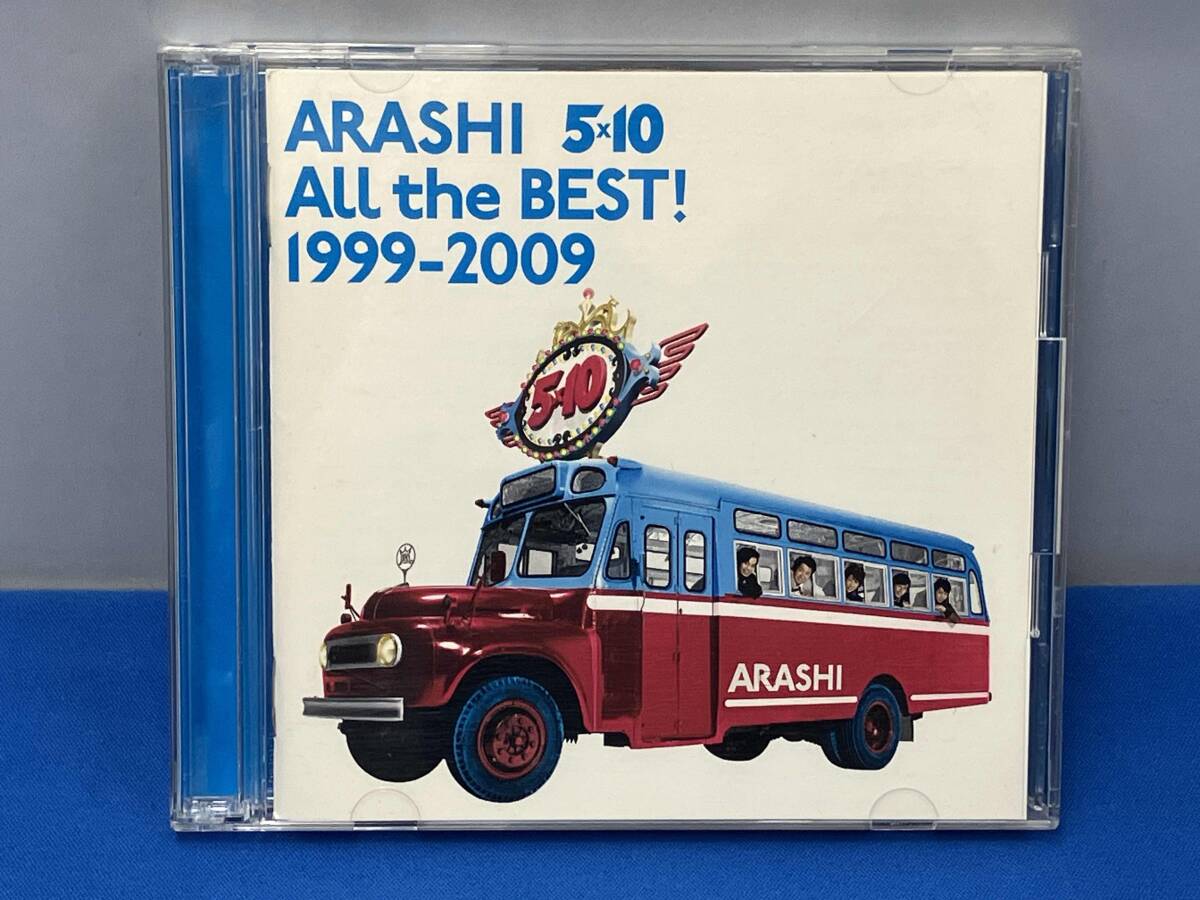 ARASHI 5×10
All the BEST!
1999-2009
5×10
ARASHI